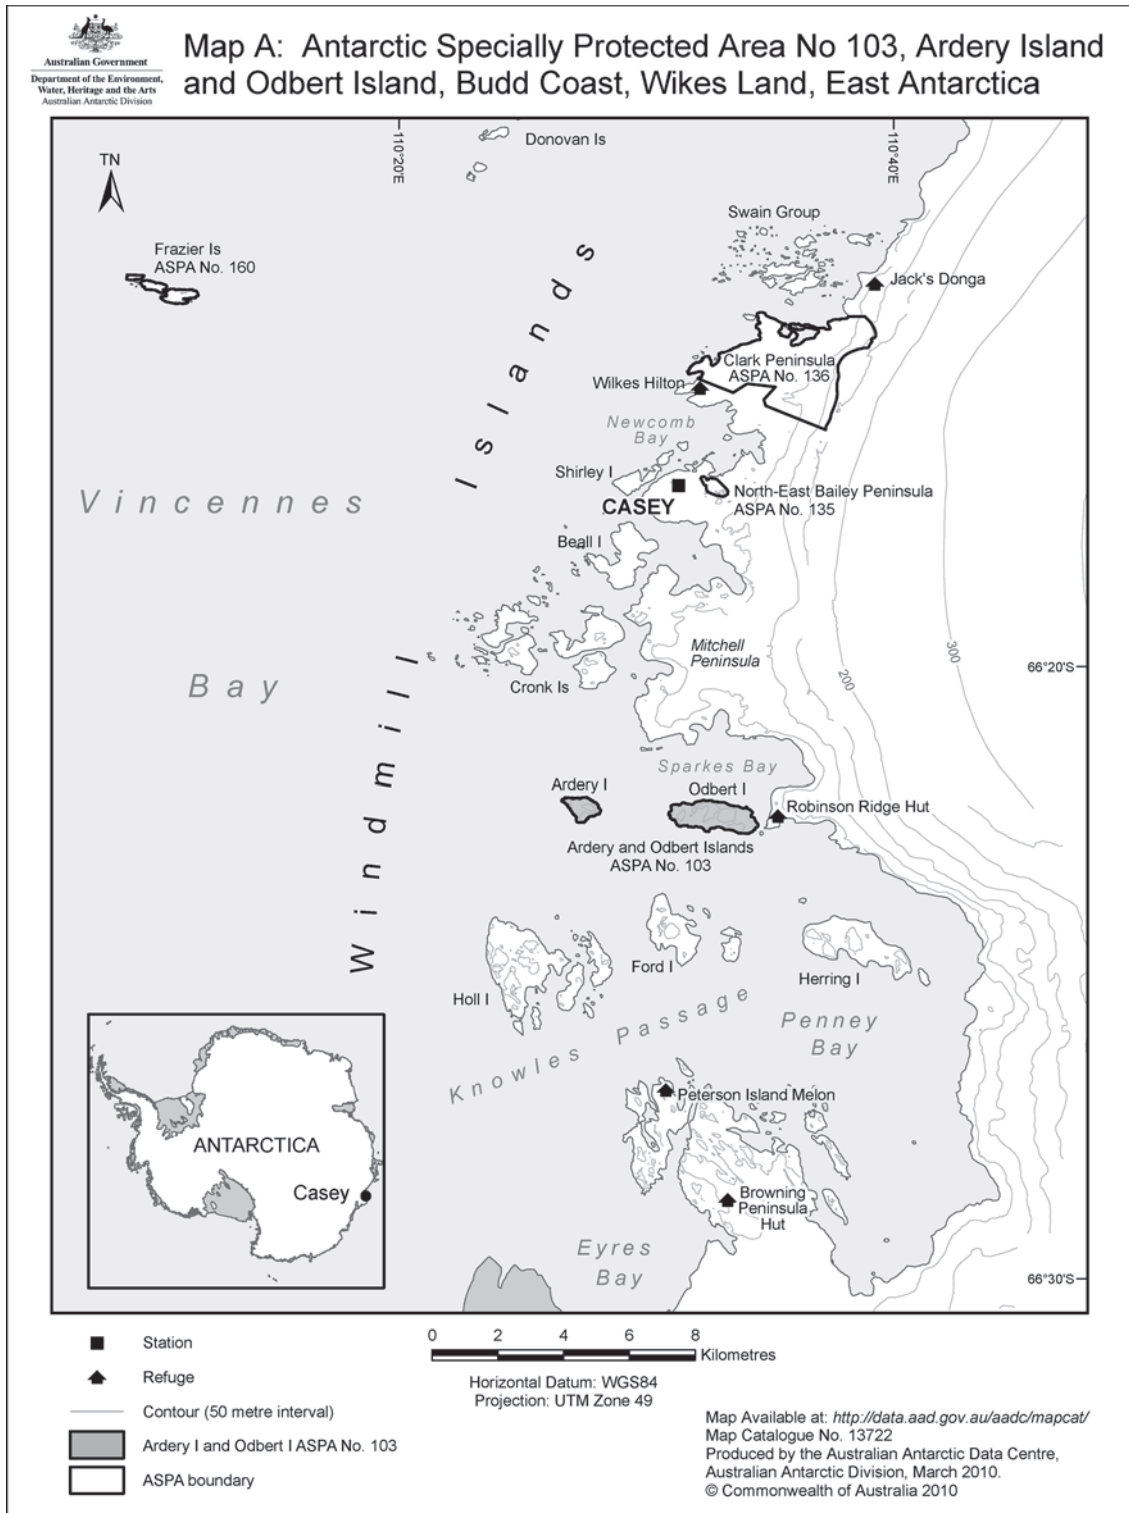 Australian Government
Department of the Environment,
Water, Heritage and the Arts
Australian Antarctic Division
Map A: Antarctic Specially Protected Area No 103, Ardery Island
and Odbert Island, Budd Coast, Wikes Land, East Antarctica
TN
110°20'E
110°40'E
Donovan Is
Swain Group
Frazier Is
ASPA No. 160
Jack's Donga
Clark Peninsula
ASPA No. 136
Wilkes Hilton
Newcomb
Bay
Shirley I
CASEY
North-East Bailey Peninsula
ASPA No. 135
Vincennes
Bay
Windmill Islands
Beall I
Mitchell
Peninsula
Cronk Is
300
200
66°20'S
Sparkes Bay
Ardery I
Odbert I
Robinson Ridge Hut
Ardery and Odbert Islands
ASPA No. 103
Ford I
Herring I
Holl I
Knowles Passage
Penney
Bay
Peterson Island Melon
Browning
Peninsula
Hut
Eyres
Bay
66°30'S
ANTARCTICA
Casey
Station
Refuge
Contour (50 metre interval)
Ardery I and Odbert I ASPA No. 103
ASPA boundary
0 2 4 6 8
Kilometres
Horizontal Datum: WGS84
Projection: UTM Zone 49
Map Available at: http://data.aad.gov.au/aadc/mapcat/
Map Catalogue No. 13722
Produced by the Australian Antarctic Data Centre,
Australian Antarctic Division, March 2010.
© Commonwealth of Australia 2010